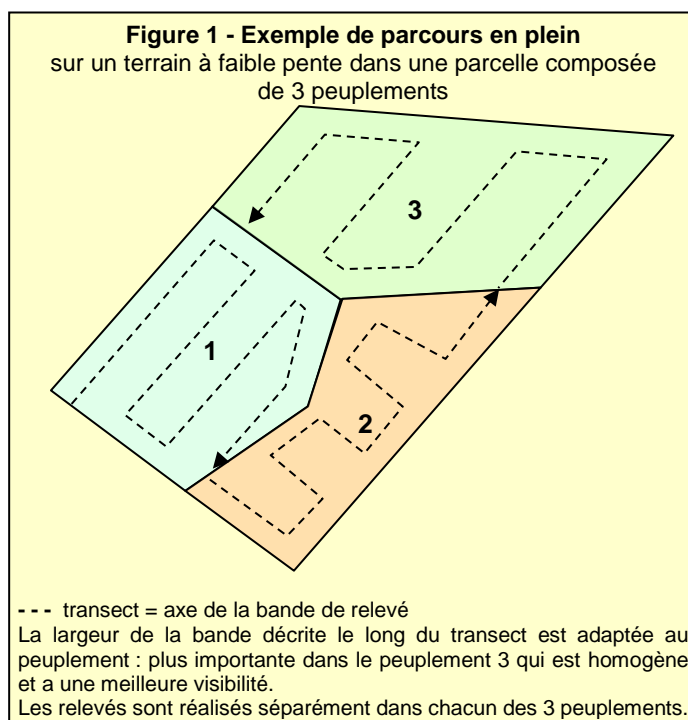 Figure 1 - Exemple de parcours en plein
sur un terrain à faible pente dans une parcelle composée
de 3 peuplements
3
1
2
- - - transect = axe de la bande de relevé
La largeur de la bande décrite le long du transect est adaptée au
peuplement : plus importante dans le peuplement 3 qui est homogène
et a une meilleure visibilité.
Les relevés sont réalisés séparément dans chacun des 3 peuplements.